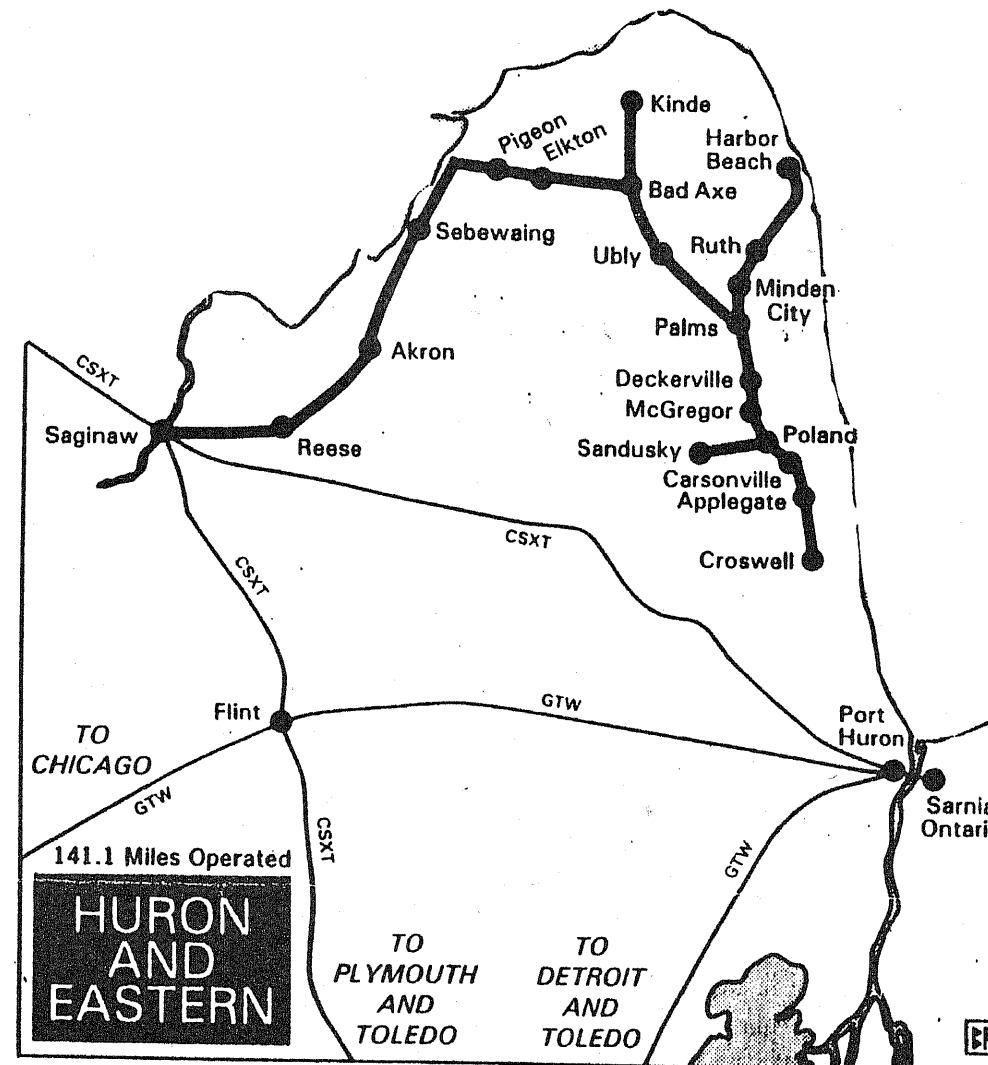 Kinde
Harbor
Beach
Pigeon
Elkton
Bad Axe
Sebewaing
Ubly
Ruth
Minden
City
Palms
Akron
CSXT
Deckerville
McGregor
Saginaw
Reese
Sandusky
Poland
Carsonville
Applegate
CSXT
CSXT
Croswell
Flint
GTW
Port
Huron
TO
CHICAGO
GTW
Sarnia
Ontari
CSXT
GTW
141.1 Miles Operated
HURON
AND
EASTERN
TO
PLYMOUTH
AND
TOLEDO
TO
DETROIT
AND
TOLEDO